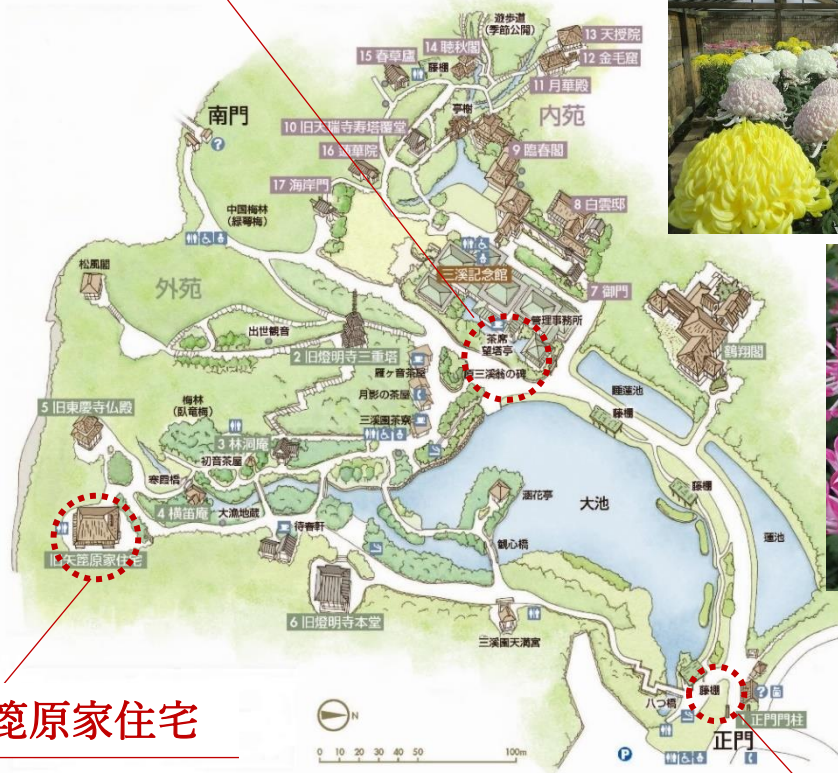 遊歩道
(季節公開)
13 天授院
14 聴秋閣
15 春草廬
藤棚
12 金毛窟
11 月華殿
南門
亭榭
内苑
10 旧天瑞寺寿塔覆堂
9 臨春閣
16 蓮華院
17 海岸門
8 白雲邸
中国梅林
(緑萼梅)
三溪記念館
松風閣
外苑
7 御門
管理事務所
出世観音
茶席
望塔亭
2 旧燈明寺三重塔
鶴翔閣
雁ヶ音茶屋
原三溪翁の碑
睡蓮池
月影の茶屋
梅林
(臥竜梅)
藤棚
5 旧東慶寺仏殿
三溪園茶寮
3 林洞庵
初音茶屋
寒霞橋
藤棚
涵花亭
大池
4 横笛庵
大漁地蔵
待春軒
観心橋
蓮池
旧矢箆原家住宅
6 旧燈明寺本堂
三溪園天満宮
箆原家住宅
藤棚
八つ橋
1 正門門柱
正門
N
0 10 20 30 40 50 100m
P